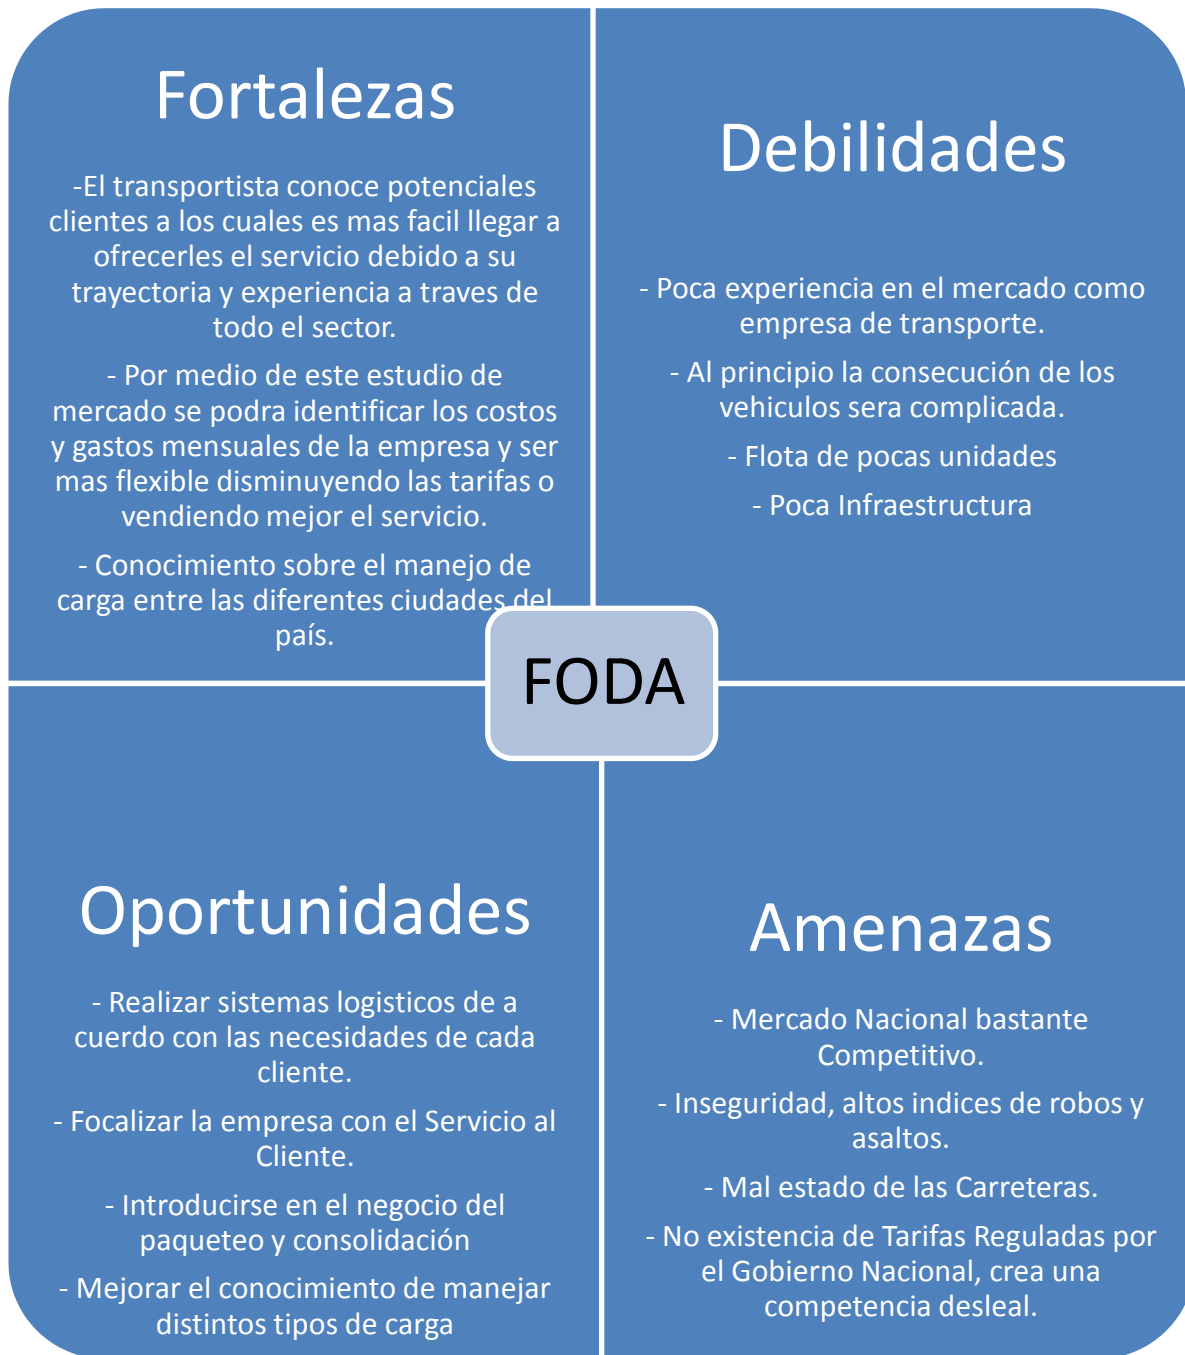 Fortalezas
-El transportista conoce potenciales
clientes a los cuales es mas facil llegar a
ofrecerles el servicio debido a su
trayectoria y experiencia a traves de
todo el sector.
- Por medio de este estudio de
mercado se podra identificar los costos
y gastos mensuales de la empresa y ser
mas flexible disminuyendo las tarifas o
vendiendo mejor el servicio.
- Conocimiento sobre el manejo de
carga entre las diferentes ciudades del
país.
Debilidades
- Poca experiencia en el mercado como
empresa de transporte.
- Al principio la consecución de los
vehiculos sera complicada.
- Flota de pocas unidades
- Poca Infraestructura
FODA
Oportunidades
- Realizar sistemas logisticos de a
cuerdo con las necesidades de cada
cliente.
- Focalizar la empresa con el Servicio al
Cliente.
- Introducirse en el negocio del
paqueteo y consolidación
- Mejorar el conocimiento de manejar
distintos tipos de carga
Amenazas
- Mercado Nacional bastante
Competitivo.
- Inseguridad, altos indices de robos y
asaltos.
- Mal estado de las Carreteras.
- No existencia de Tarifas Reguladas por
el Gobierno Nacional, crea una
competencia desleal.